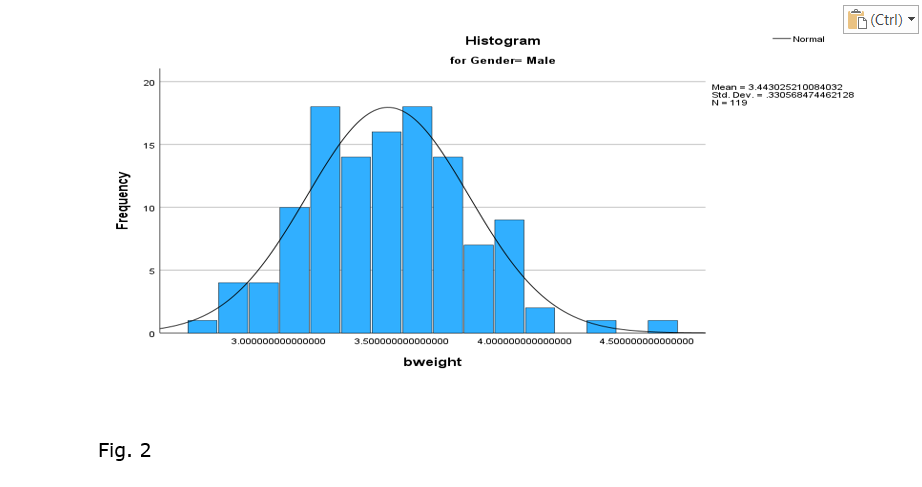 (Ctrl)
Histogram
Normal
for Gender= Male
Mean = 3.443025210084032
Std. Dev. = .330568474462128
N = 119
20
15
10
5
0
Frequency
3.000000000000000 3.500000000000000 4.000000000000000 4.500000000000000
bweight
Fig. 2